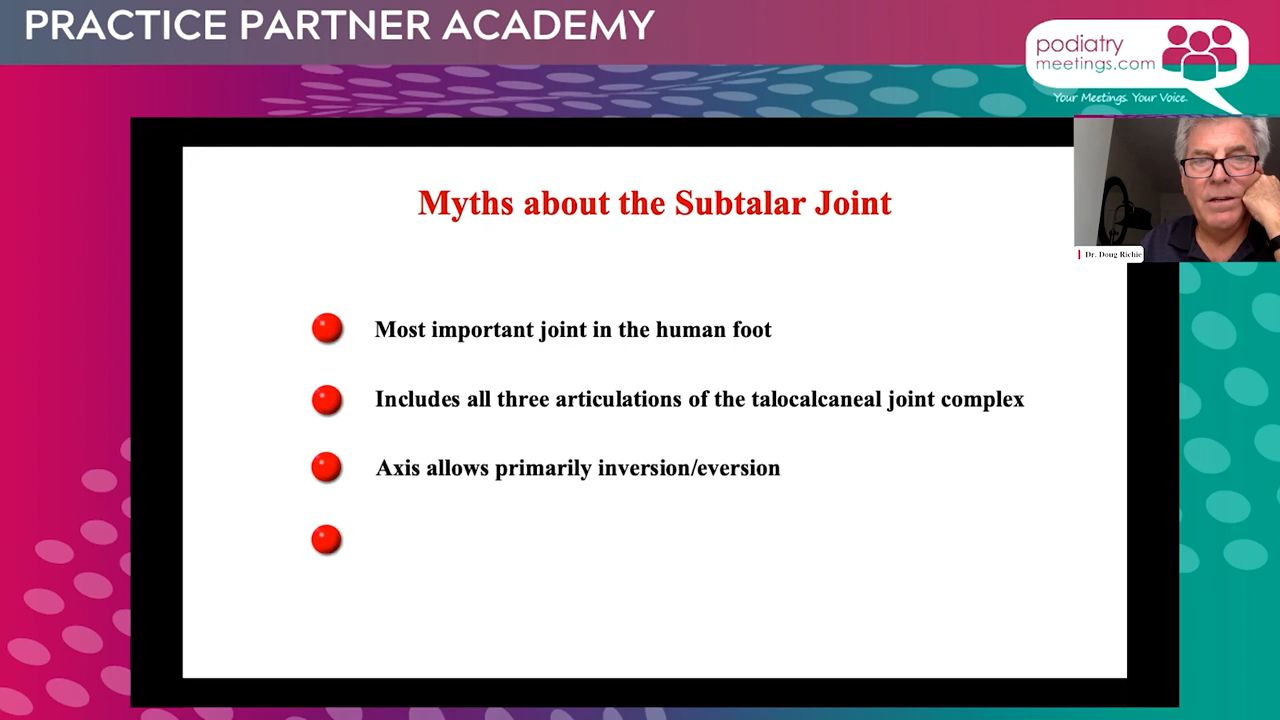 PRACTICE PARTNER ACADEMY
podiatry
meetings.com
Your Meetings. Your Voice.
Dr. Doug Richie
Myths about the Subtalar Joint
Most important joint in the human foot
Includes all three articulations of the talocalcaneal joint complex
Axis allows primarily inversion/eversion